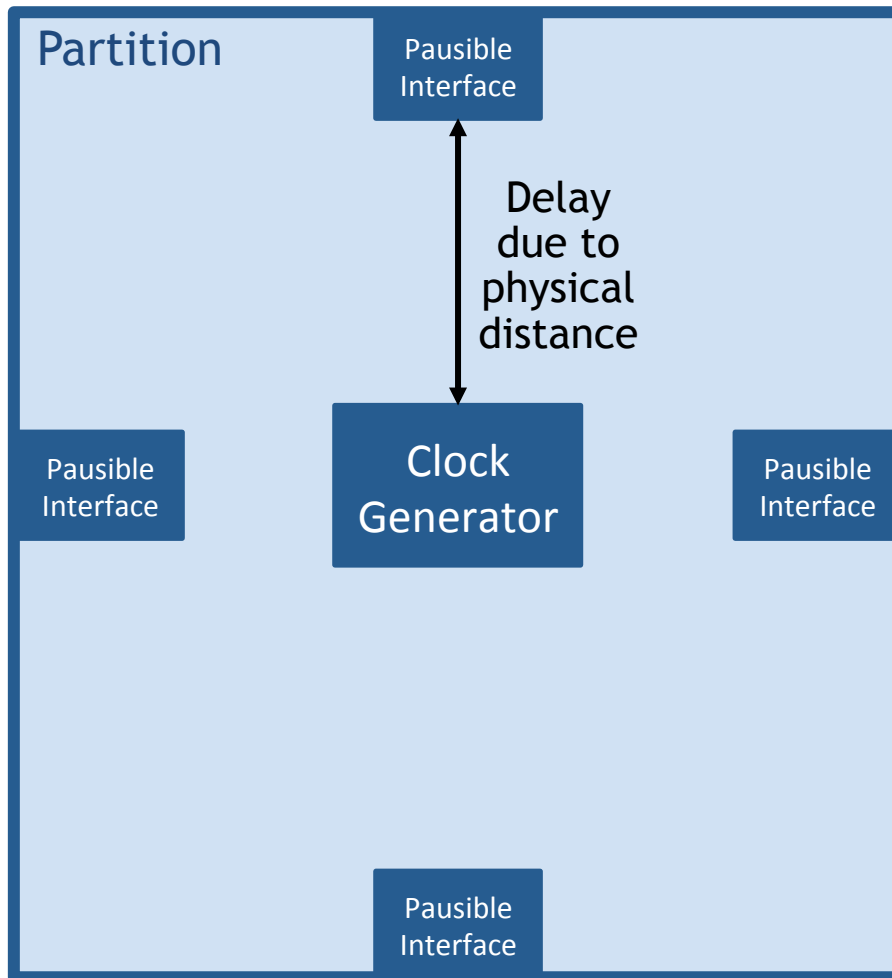 Partition
Pausible
Interface
Delay
due to
physical
distance
Pausible
Interface
Clock
Generator
Pausible
Interface
Pausible
Interface